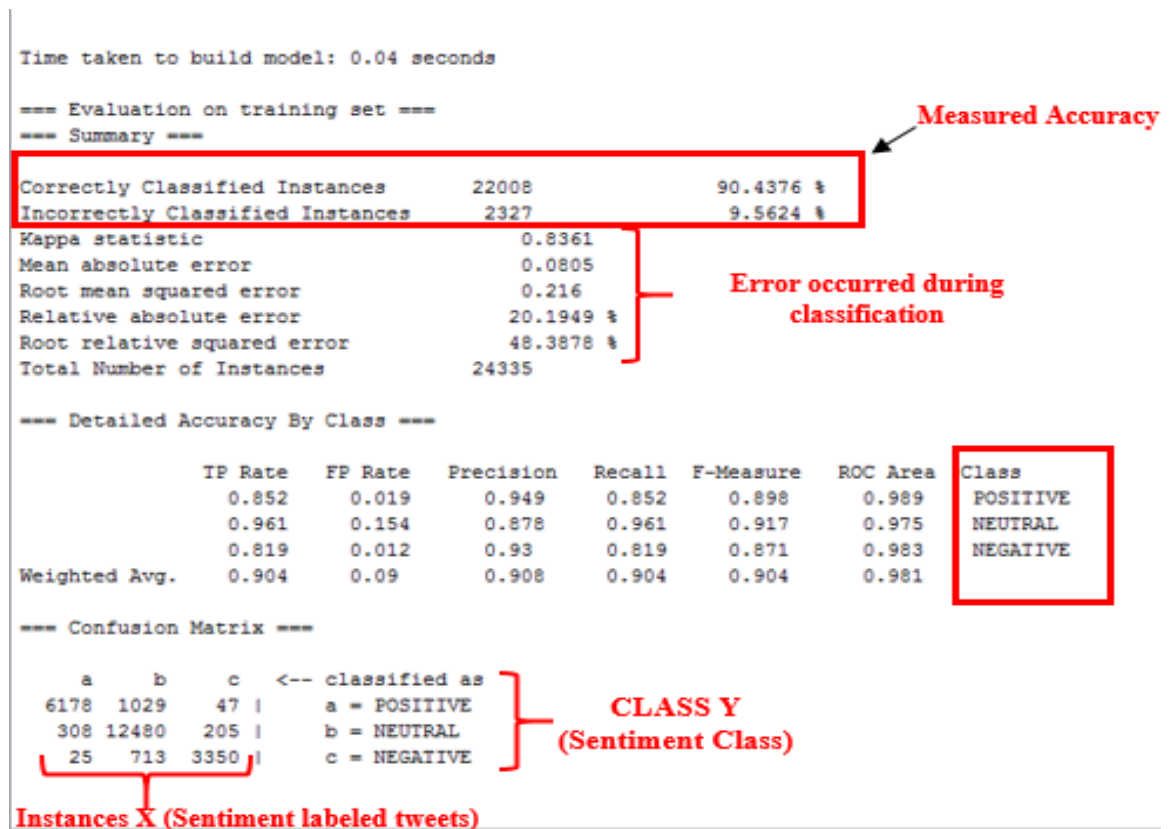 Time taken to build model: 0.04 seconds
=== Evaluation on training set ===
=== Summary ===
Measured Accuracy
Correctly Classified Instances 22008 90.4376 %
Incorrectly Classified Instances 2327 9.5624 %
Kappa statistic 0.8361
Mean absolute error 0.0805
Root mean squared error 0.216
Relative absolute error 20.1949 %
Root relative squared error 48.3878 %
Total Number of Instances 24335
Error occurred during
classification
=== Detailed Accuracy By Class ===
TP Rate FP Rate Precision Recall F-Measure ROC Area Class
0.852 0.019 0.949 0.852 0.898 0.989 POSITIVE
0.961 0.154 0.878 0.961 0.917 0.975 NEUTRAL
0.819 0.012 0.93 0.819 0.871 0.983 NEGATIVE
Weighted Avg. 0.904 0.09 0.908 0.904 0.904 0.981
=== Confusion Matrix ===
a b c <-- classified as
6178 1029 47 | a = POSITIVE
308 12480 205 | b = NEUTRAL
25 713 3350 | c = NEGATIVE
CLASS Y
(Sentiment Class)
Instances X (Sentiment labeled tweets)